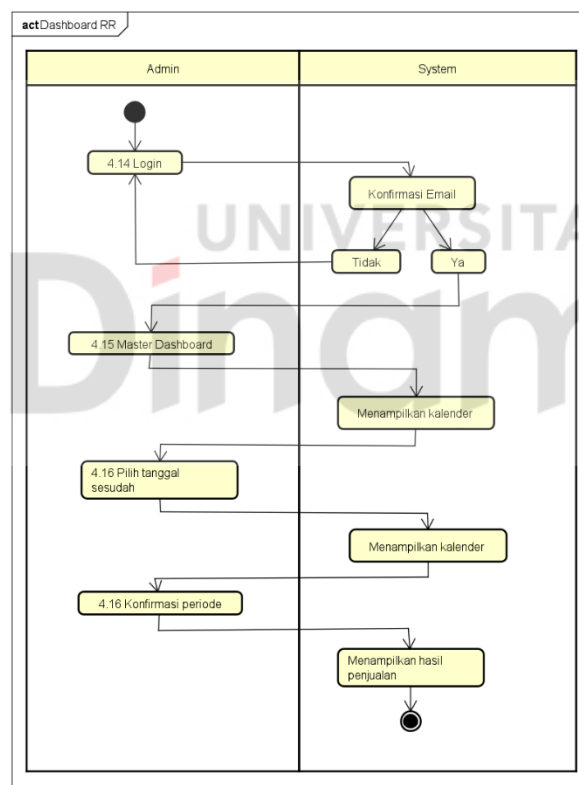 act Dashboard RR
Admin
System
4.14 Login
Konfirmasi Email
UNIVERSITA
Tidak
Ya
Dinam
4.15 Master Dashboard
Menampilkan kalender
4.16 Pilih tanggal
sesudah
Menampilkan kalender
4.16 Konfirmasi periode
Menampilkan hasil
penjualan